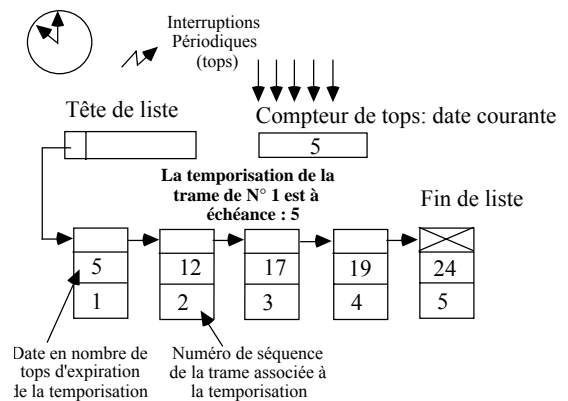 Interruptions
Périodiques
(tops)
Tête de liste
Compteur de tops: date courante
5
La temporisation de la
trame de N° 1 est à
échéance : 5
Fin de liste
5 12 17 19 24
1 2 3 4 5
Date en nombre de
tops d'expiration
de la temporisation
Numéro de séquence
de la trame associée à
la temporisation